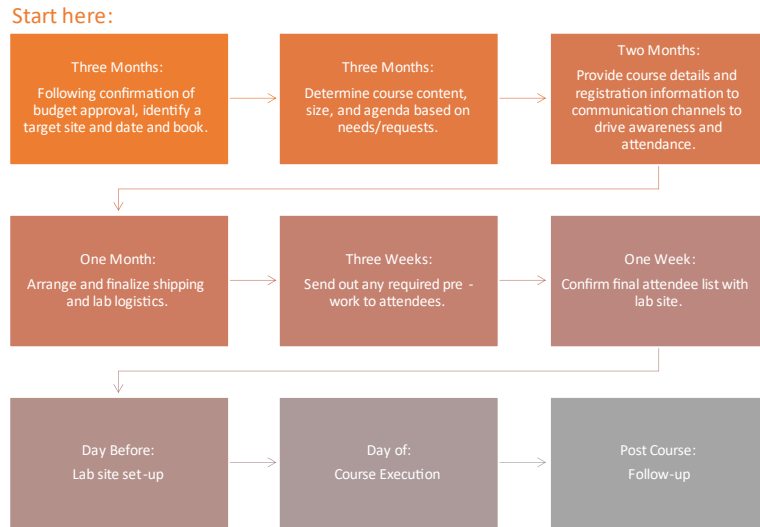 Start here:
Three Months:
Following confirmation of
budget approval, identify a
target site and date and book.
Three Months:
Determine course content,
size, and agenda based on
needs/requests.
Two Months:
Provide course details and
registration information to
communication channels to
drive awareness and
attendance.
One Month:
Arrange and finalize shipping
and lab logistics.
Three Weeks:
Send out any required pre -
work to attendees.
One Week:
Confirm final attendee list with
lab site.
Day Before:
Lab site set-up
Day of:
Course Execution
Post Course:
Follow-up